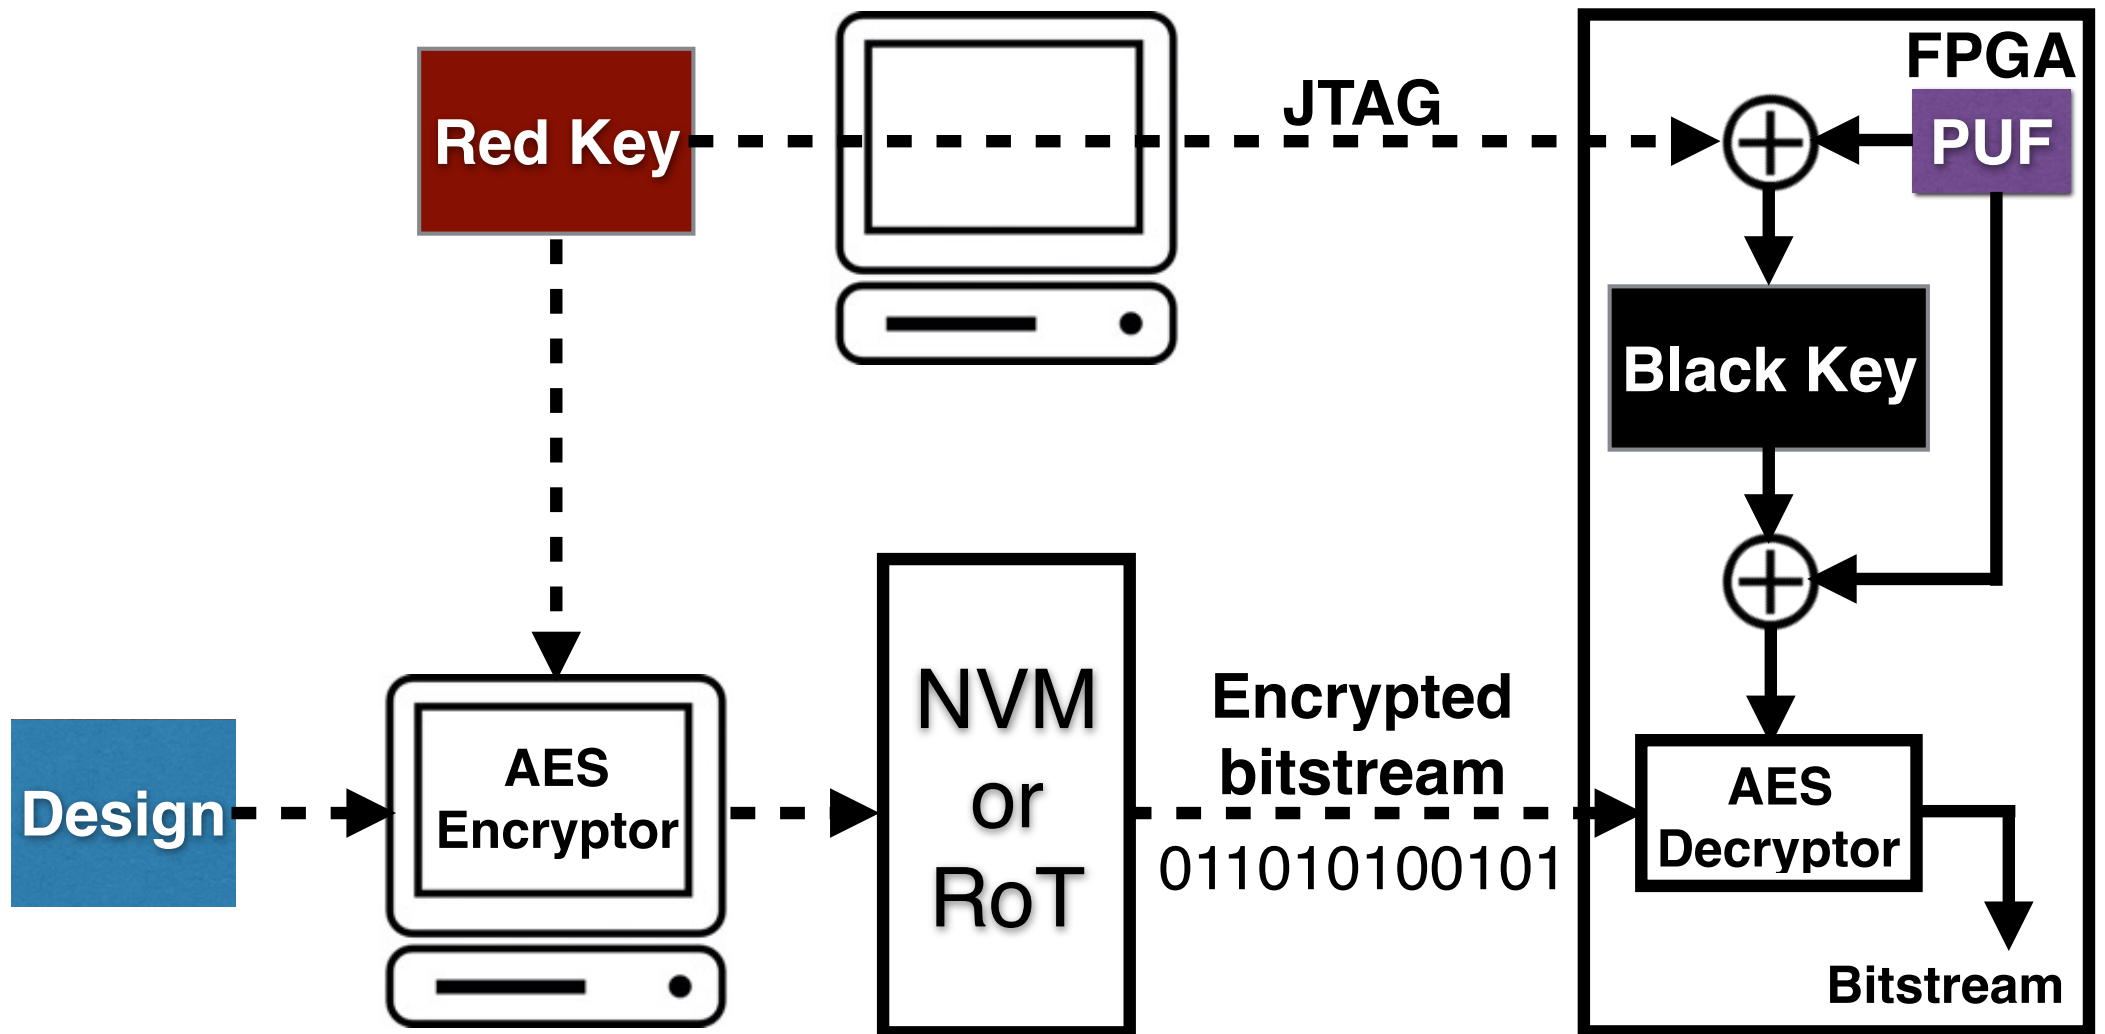 FPGA
Red Key
JTAG
PUF
Black Key
Design
AES
Encryptor
NVM
or
RoT
Encrypted
bitstream
011010100101
AES
Decryptor
Bitstream